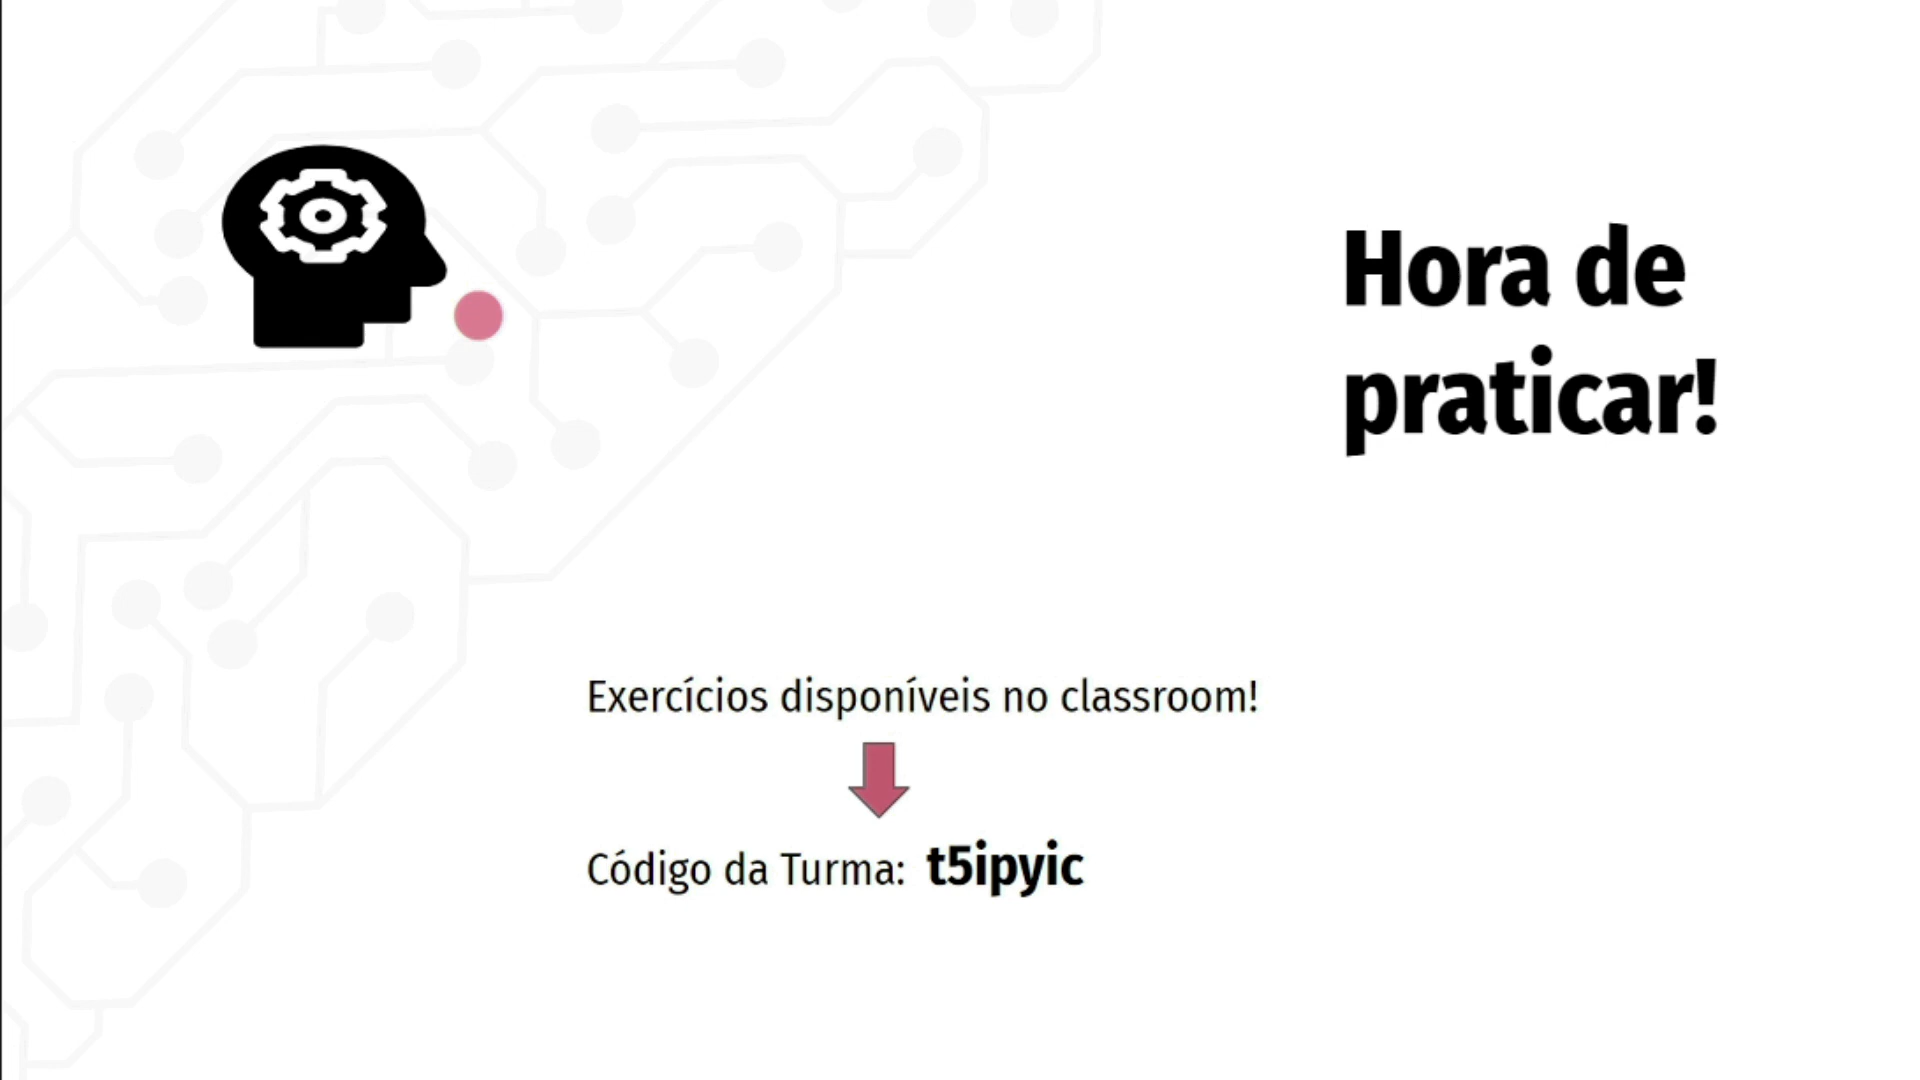 Hora de
praticar!
Exercícios disponíveis no classroom!
Código da Turma: t5ipyic